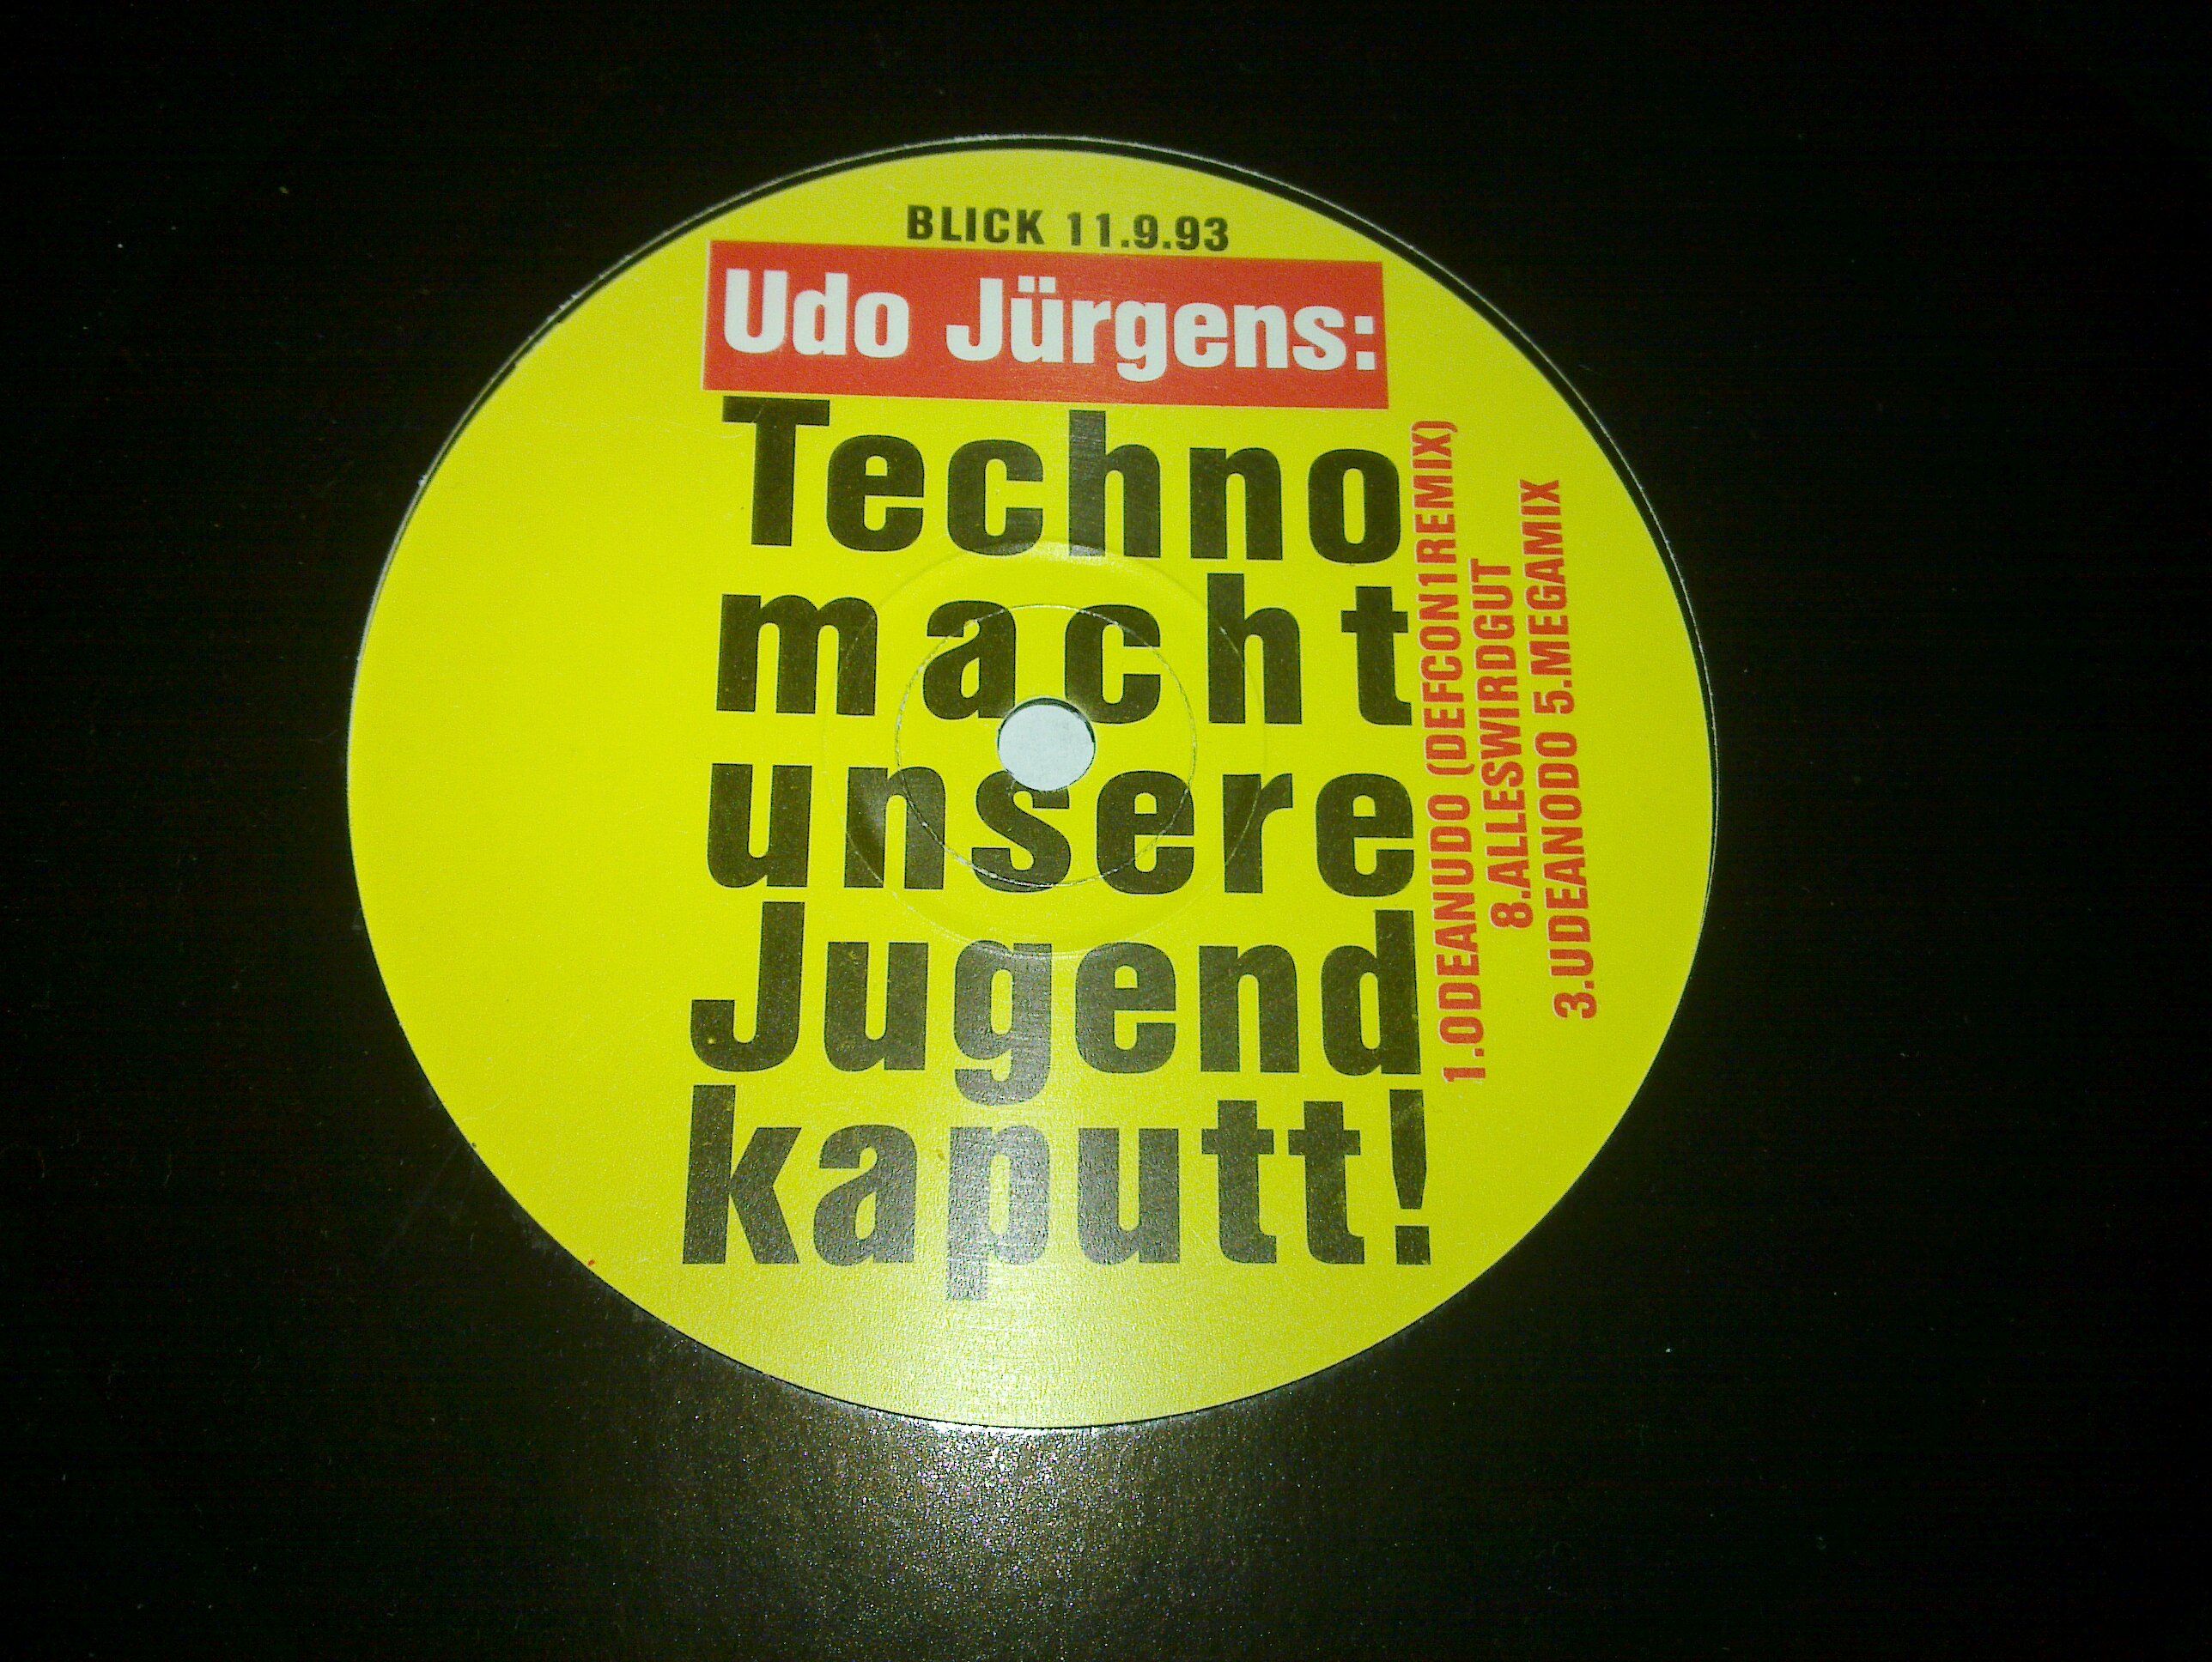 BLICK 11.9.93
Udo Jürgens:
Techno
macht
unsere
Jugend
kaputt!
1.ODEANUDO (DEFCON1REMIX)
8.ALLESWIRDGUT
3.UDEANODO 5.MEGAMIX